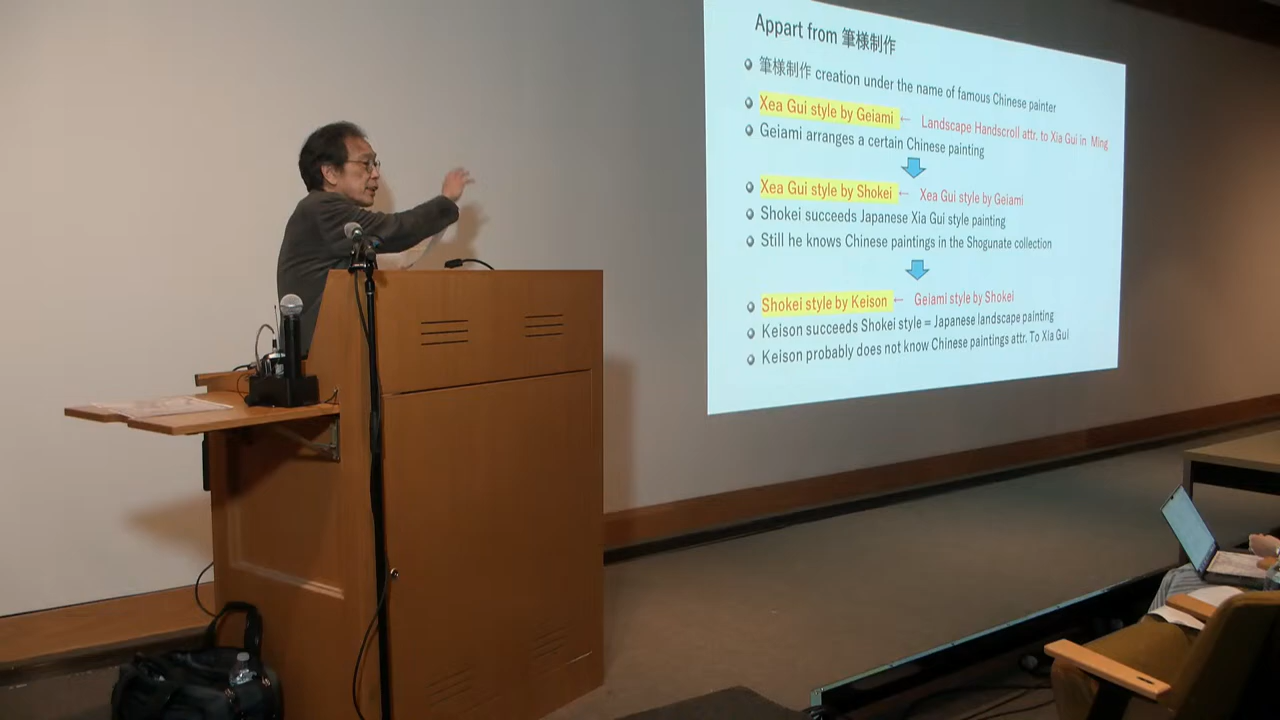 Appart from 筆様制作
筆様制作 creation under the name of famous Chinese painter
Xea Gui style by Geiami ← Landscape Handscroll attr. to Xia Gui in Ming
Geiami arranges a certain Chinese painting
Xea Gui style by Shokei ← Xea Gui style by Geiami
Shokei succeeds Japanese Xia Gui style painting
Still he knows Chinese paintings in the Shogunate collection
Shokei style by Keison ← Geiami style by Shokei
Keison succeeds Shokei style = Japanese landscape painting
Keison probably does not know Chinese paintings attr. To Xia Gui